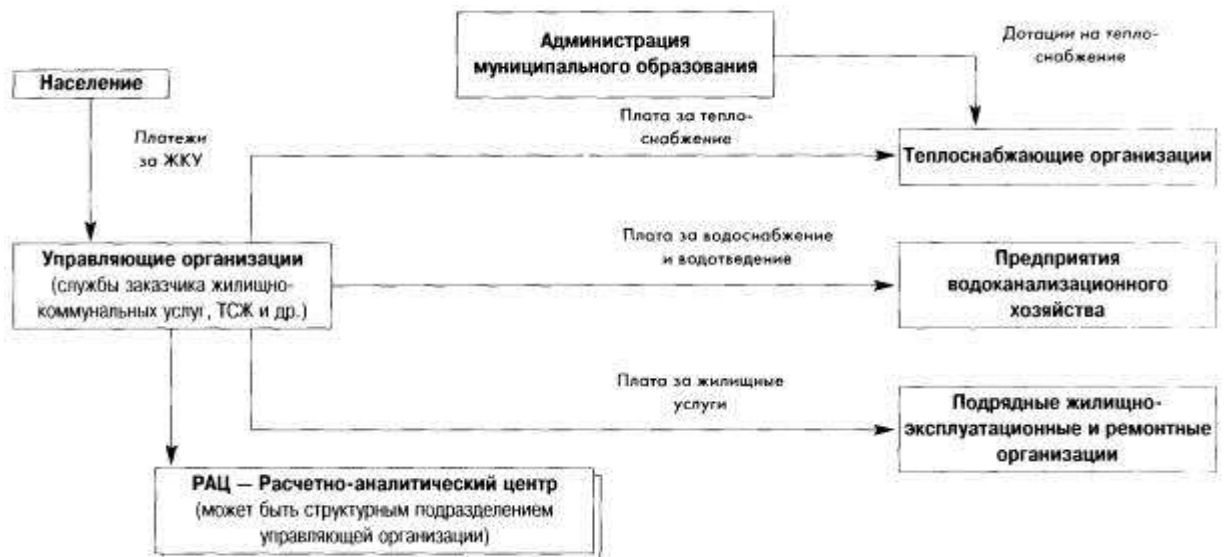 Администрация
муниципального образования
Дотации на тепло-
снабжение
Население
Платежи
за ЖКУ
Плата за тепло-
снабжение
Теплоснабжающие организации
Управляющие организации
(службы заказчика жилищно-
коммунальных услуг, ТСЖ и др.)
Плата за водоснабжение
и водотведение
Предприятия
водоканализационного
хозяйства
Плата за жилищные
услуги
Подрядные жилищно-
эксплуатационные и ремонтные
организации
РАЦ — Расчетно-аналитический центр
(может быть структурным подразделением
управляющей организации)